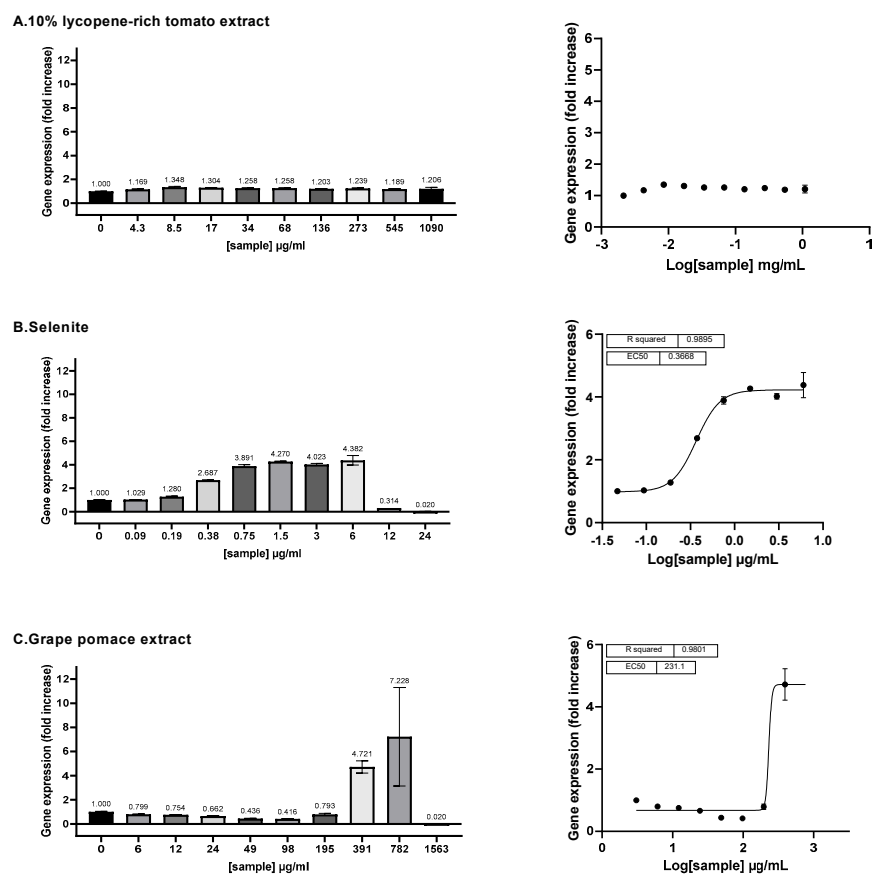 A.10% lycopene-rich tomato extract
Gene expression (fold increase)
12
10
8
6
4
2
0
1.000
1.169
1.348
1.304
1.258
1.258
1.203
1.239
1.189
1.206
0 4.3 8.5 17 34 68 136 273 545 1090
[sample] µg/ml
Gene expression (fold increase)
6
5
4
3
2
1
0
-3 -2 -1 0 1
Log[sample] mg/mL
B.Selenite
Gene expression (fold increase)
12
10
8
6
4
2
0
1.000
1.029
1.280
2.687
3.891
4.270
4.023
4.382
0.314
0.020
0 0.09 0.19 0.38 0.75 1.5 3 6 12 24
[sample] µg/ml
Gene expression (fold increase)
R squared 0.9895
EC50 0.3668
6
4
2
0
-1.5 -1.0 -0.5 0.0 0.5 1.0
Log[sample] µg/mL
C.Grape pomace extract
Gene expression (fold increase)
12
10
8
6
4
2
0
1.000
0.799
0.754
0.662
0.436
0.416
0.793
4.721
7.228
0.020
0 6 12 24 49 98 195 391 782 1563
[sample] µg/ml
Gene expression (fold increase)
R squared 0.9801
EC50 231.1
6
4
2
0
0 1 2 3
Log[sample] µg/mL